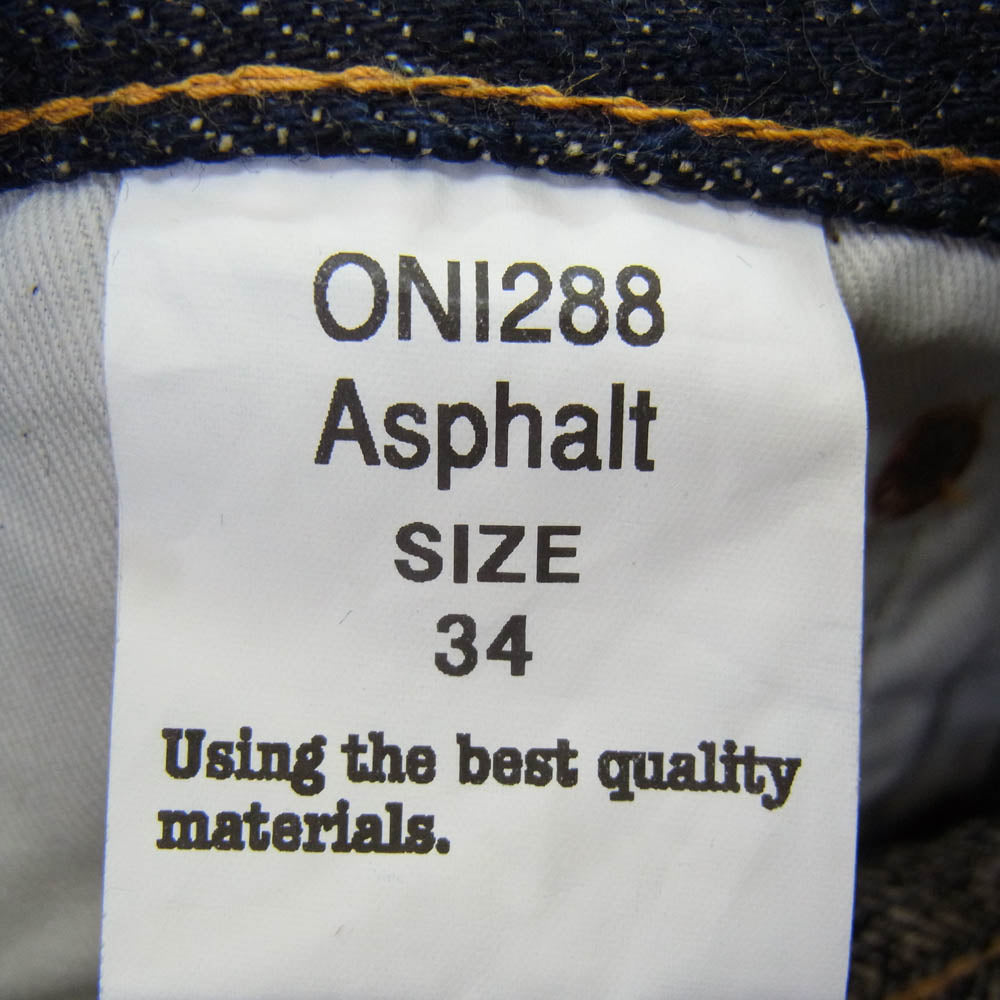 ONI288
Asphalt
SIZE
34
Using the best quality
materials.